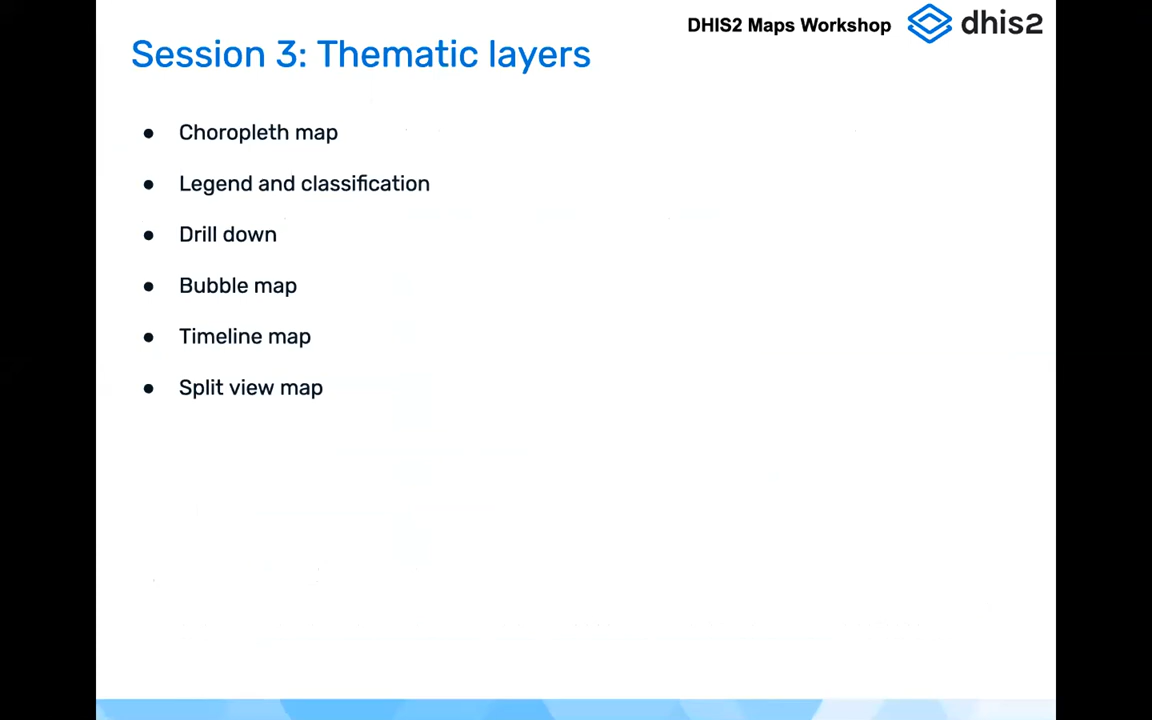 DHIS2 Maps Workshop
dhis2
Session 3: Thematic layers
● Choropleth map
● Legend and classification
● Drill down
● Bubble map
● Timeline map
● Split view map